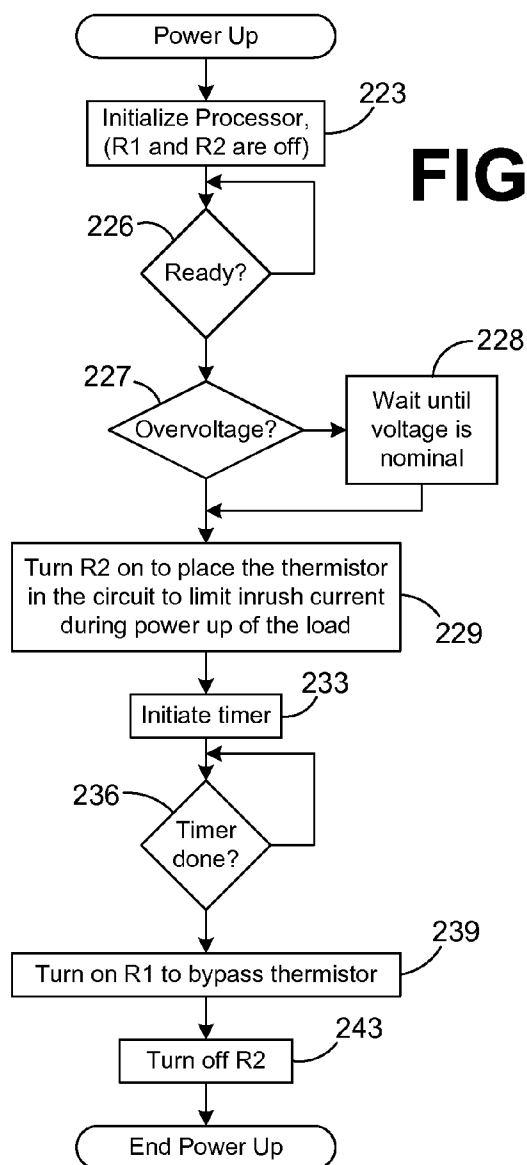 Power Up
223
Initialize Processor,
(R1 and R2 are off)
FIG
226
Ready?
228
227
Overvoltage?
Wait until
voltage is
nominal
Turn R2 on to place the thermistor
in the circuit to limit inrush current
during power up of the load
229
233
Initiate timer
236
Timer
done?
239
Turn on R1 to bypass thermistor
243
Turn off R2
End Power Up